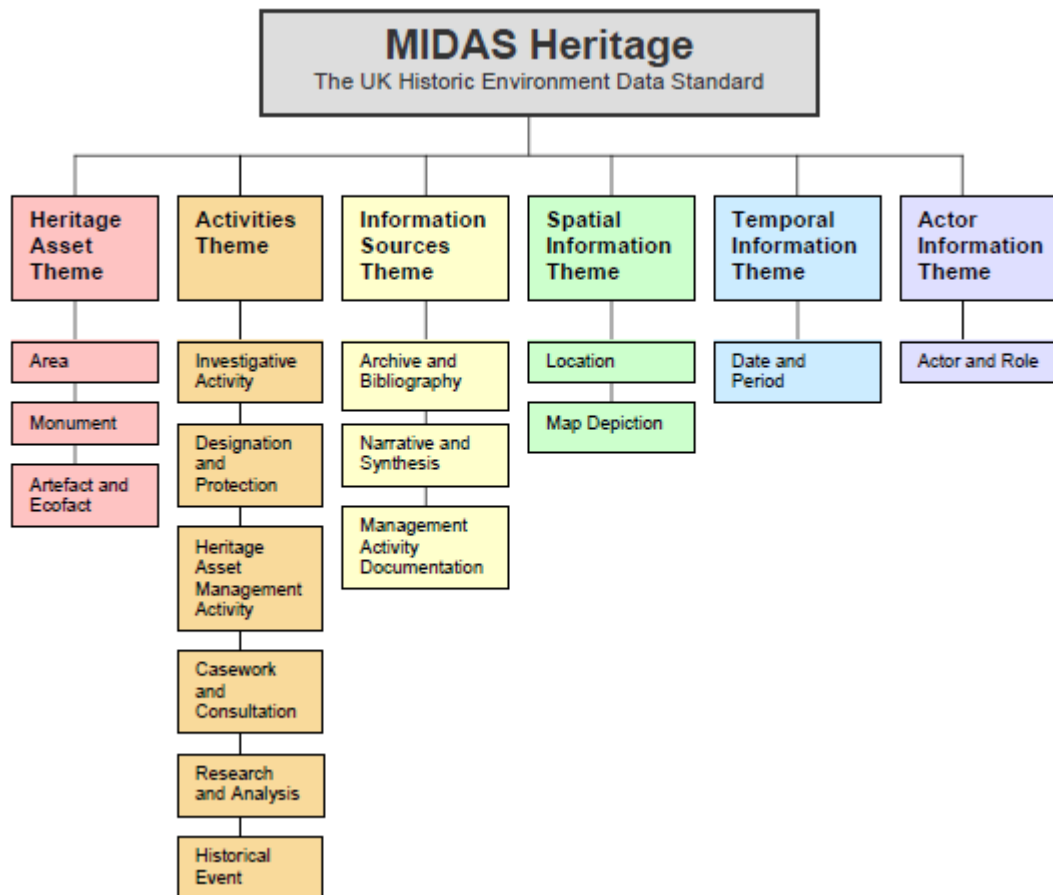 MIDAS Heritage
The UK Historic Environment Data Standard
Heritage
Asset
Theme
Area
Monument
Artefact and
Ecofact
Activities
Theme
Investigative
Activity
Designation
and
Protection
Heritage
Asset
Management
Activity
Casework
and
Consultation
Research
and Analysis
Historical
Event
Information
Sources
Theme
Archive and
Bibliography
Narrative and
Synthesis
Management
Activity
Documentation
Spatial
Information
Theme
Location
Map Depiction
Temporal
Information
Theme
Date and
Period
Actor
Information
Theme
Actor and Role